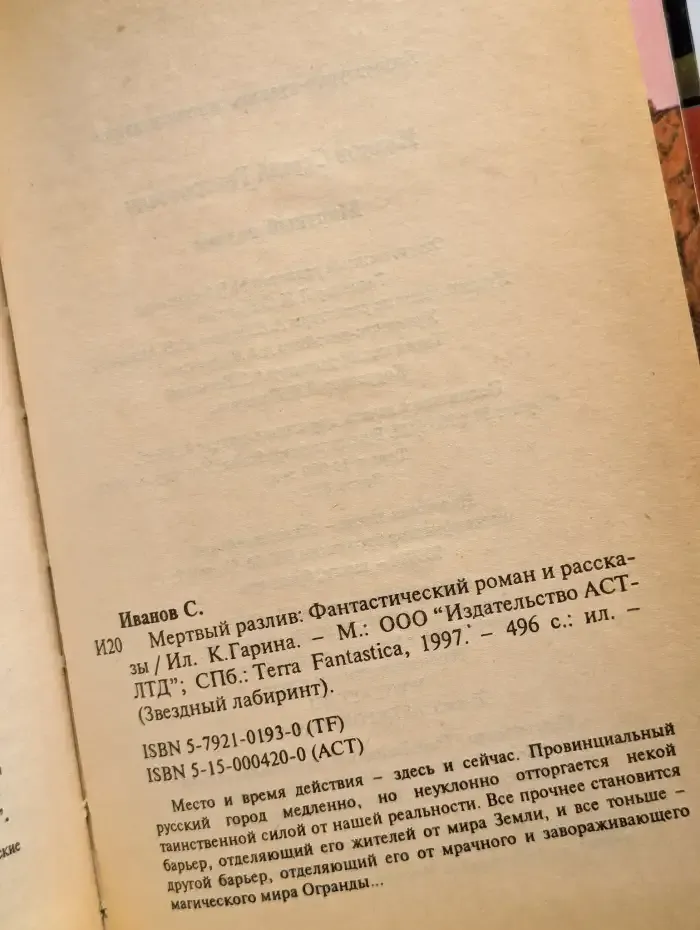 Иванов С.
И20 Мертвый разлив: Фантастический роман и расска-
зы / Ил. К.Гарина. – М.: ООО “Издательство АСТ-
ЛТД”; СПб.: Terra Fantastica, 1997. – 496 с.: ил. –
(Звездный лабиринт).
ISBN 5-7921-0193-0 (TF)
ISBN 5-15-000420-0 (АСТ)
Место и время действия – здесь и сейчас. Провинциальный
русский город медленно, но неуклонно отторгается некой
таинственной силой от нашей реальности. Все прочнее становится
барьер, отделяющий его жителей от мира Земли, и все тоньше –
другой барьер, отделяющий его от мрачного и завораживающего
магического мира Огранды...